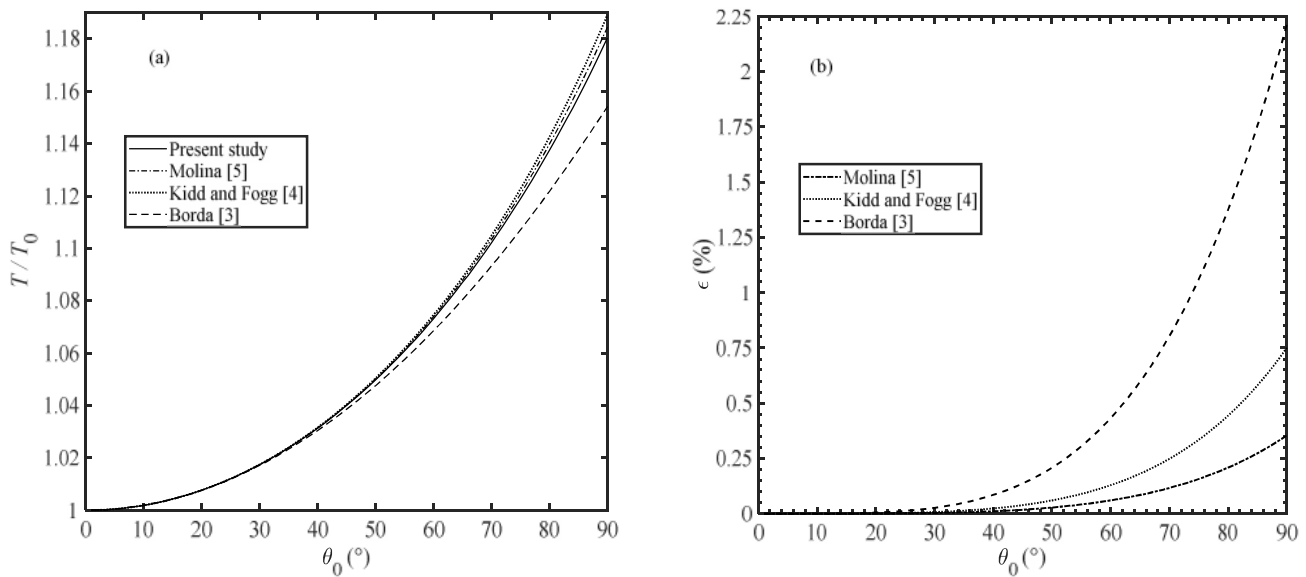 (a)
1.18
1.16
1.14
1.12
1.1
1.08
1.06
1.04
1.02
1
T / T0
Present study
Molina [5]
Kidd and Fogg [4]
Borda [3]
0 10 20 30 40 50 60 70 80 90
θ0 (°)
(b)
2.25
2
1.75
1.5
1.25
1
0.75
0.5
0.25
0
ϵ (%)
Molina [5]
Kidd and Fogg [4]
Borda [3]
0 10 20 30 40 50 60 70 80 90
θ0 (°)